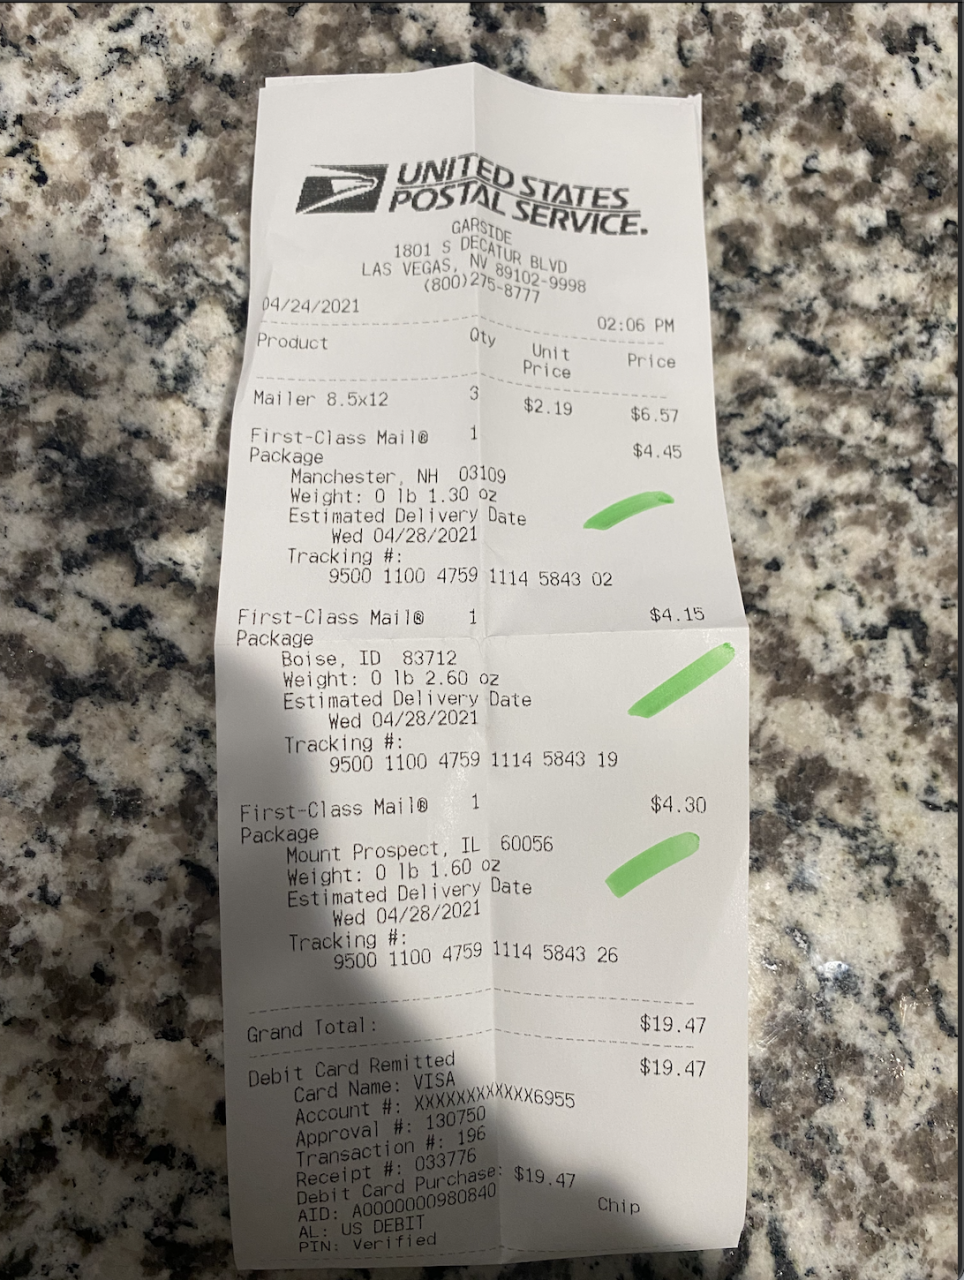 UNITED STATES
POSTAL SERVICE.
GARSIDE
1801 S DECATUR BLVD
LAS VEGAS, NV 89102-9998
(800)275-8777
04/24/2021 02:06 PM
Product Qty Unit Price
Price
Mailer 8.5x12 3 $2.19 $6.57
First-Class Mail® 1 $4.45
Package
Manchester, NH 03109
Weight: 0 lb 1.30 oz
Estimated Delivery Date
Wed 04/28/2021
Tracking #:
9500 1100 4759 1114 5843 02
First-Class Mail® 1 $4.15
Package
Boise, ID 83712
Weight: 0 lb 2.60 oz
Estimated Delivery Date
Wed 04/28/2021
Tracking #:
9500 1100 4759 1114 5843 19
First-Class Mail® 1 $4.30
Package
Mount Prospect, IL 60056
Weight: 0 lb 1.60 oz
Estimated Delivery Date
Wed 04/28/2021
Tracking #:
9500 1100 4759 1114 5843 26
Grand Total: $19.47
Debit Card Remitted $19.47
Card Name: VISA
Account #: XXXXXXXXXXXX6955
Approval #: 130750
Transaction #: 196
Receipt #: 033776
Debit Card Purchase: $19.47
AID: A0000000980840 Chip
AL: US DEBIT
PIN: Verified